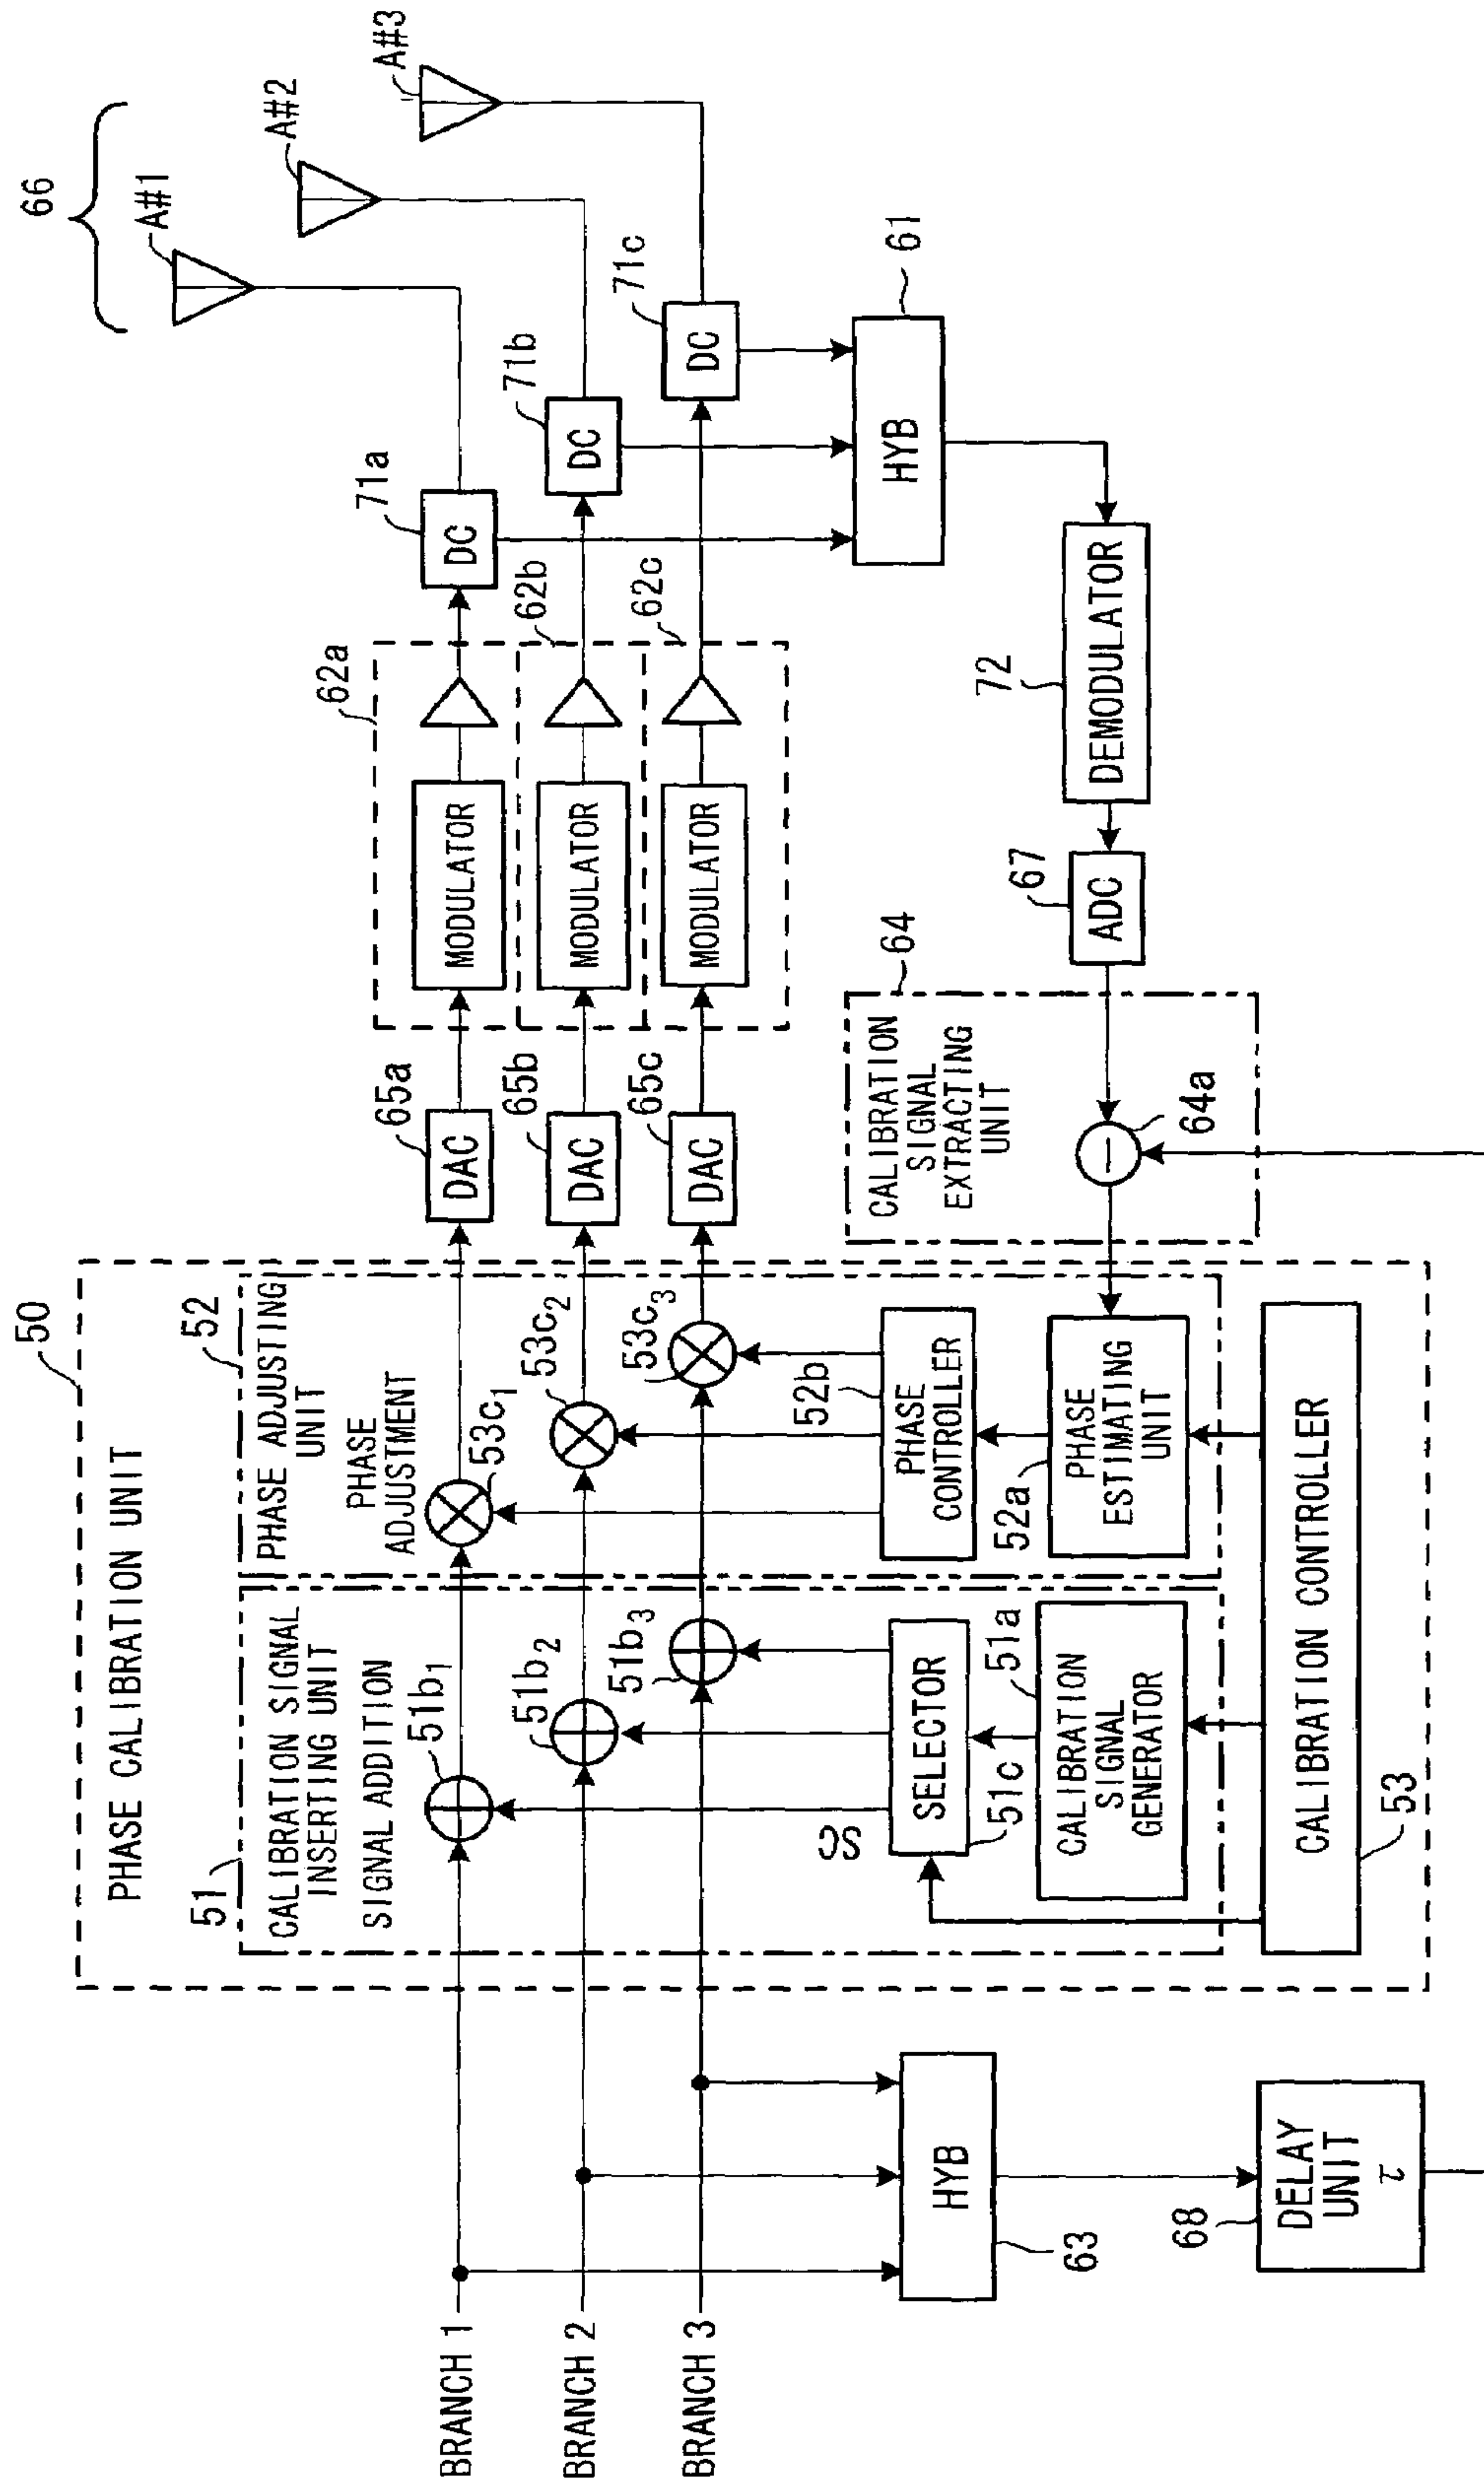 50
PHASE CALIBRATION UNIT
51
CALIBRATION SIGNAL
INSERTING UNIT
SIGNAL ADDITION
52
PHASE ADJUSTING
UNIT
PHASE
ADJUSTMENT
66
A#1
A#2
A#3
BRANCH 1
51b1
53c1
65a
DAC
62a
MODULATOR
71a
DC
BRANCH 2
51b2
53c2
65b
DAC
62b
MODULATOR
71b
DC
BRANCH 3
51b3
53c3
65c
DAC
62c
MODULATOR
71c
DC
HYB
63
SC
SELECTOR
51c
52b
PHASE
CONTROLLER
CALIBRATION
SIGNAL
EXTRACTING
UNIT
64
64a
HYB
61
51a
CALIBRATION
SIGNAL
GENERATOR
52a
PHASE
ESTIMATING
UNIT
67
ADC
72
DEMODULATOR
68
DELAY
UNIT
τ
CALIBRATION CONTROLLER
53